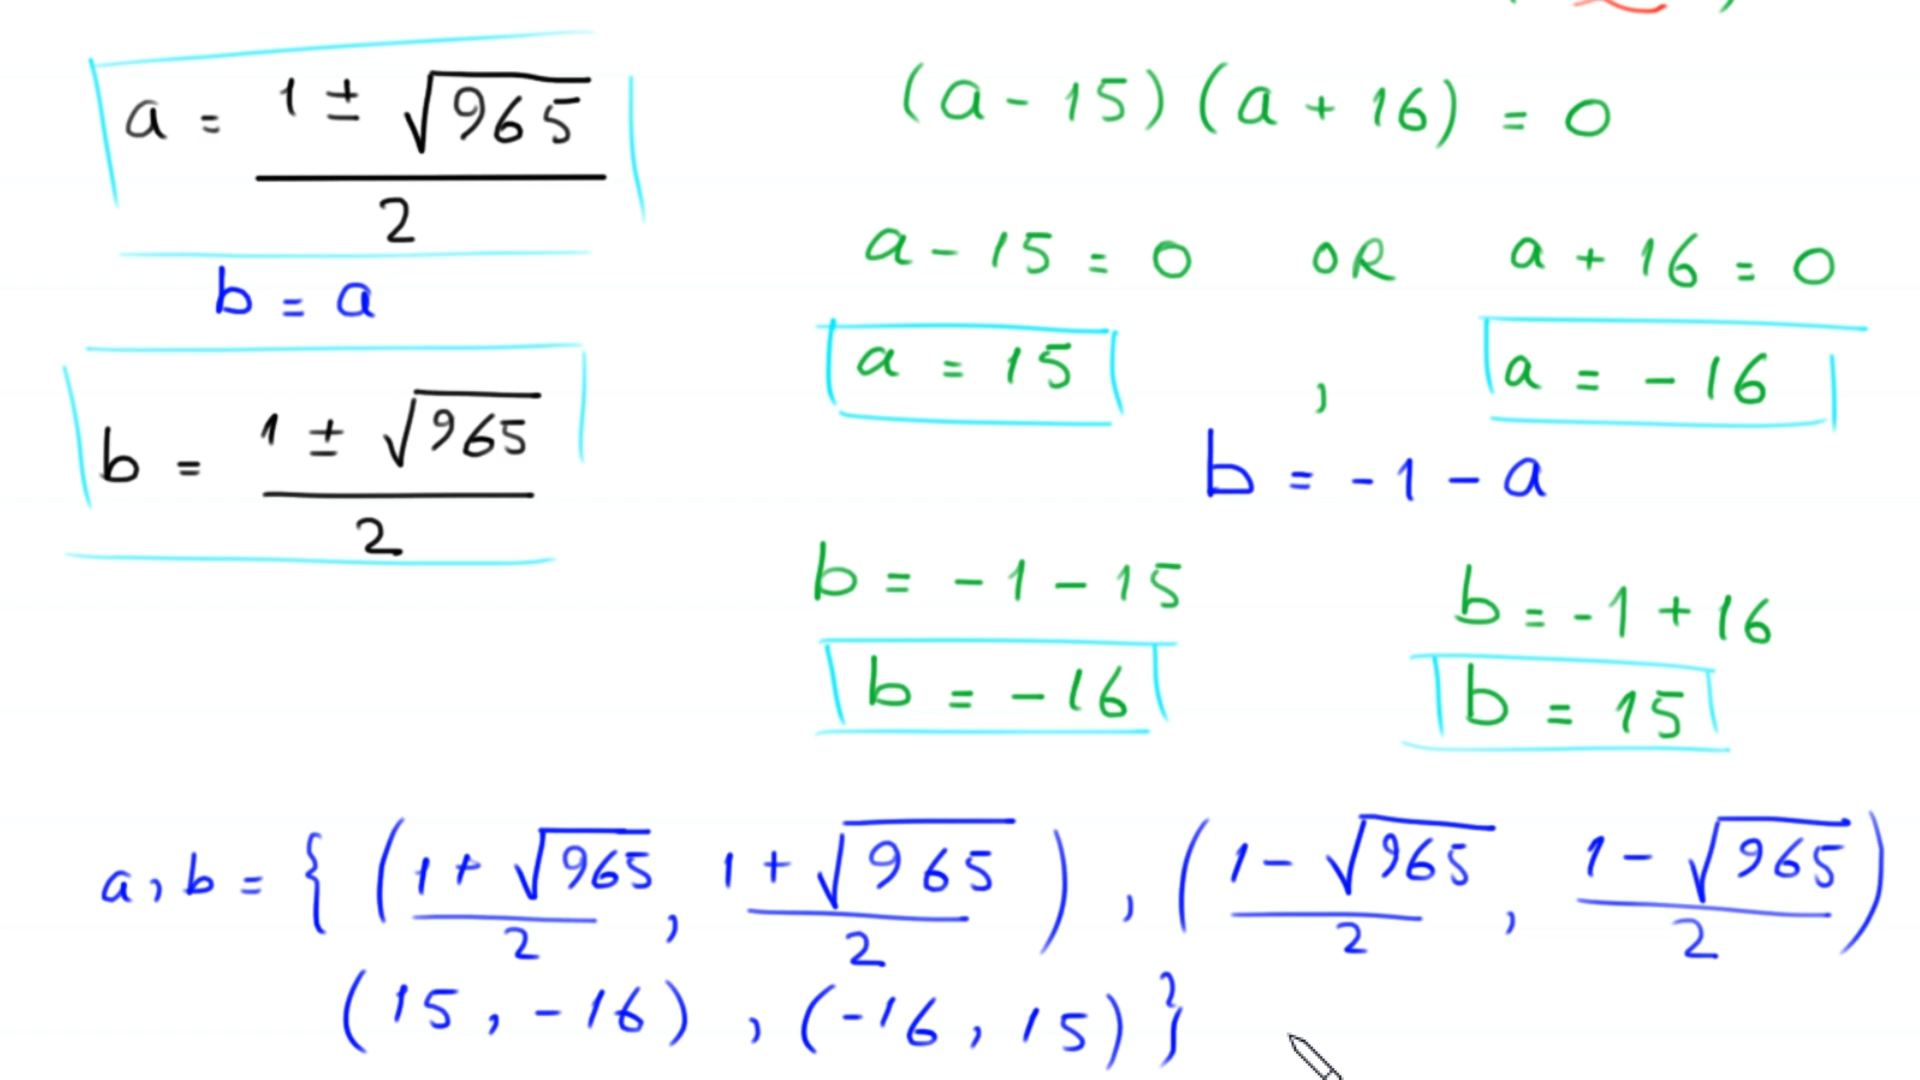 a = (1 ± √965) / 2
b = a
b = (1 ± √965) / 2
(a - 15) (a + 16) = 0
a - 15 = 0 OR a + 16 = 0
a = 15 , a = -16
b = -1 - a
b = -1 - 15 b = -1 + 16
b = -16 b = 15
a, b = { ( (1 + √965) / 2 , (1 + √965) / 2 ) , ( (1 - √965) / 2 , (1 - √965) / 2 )
(15, -16) , (-16, 15) }